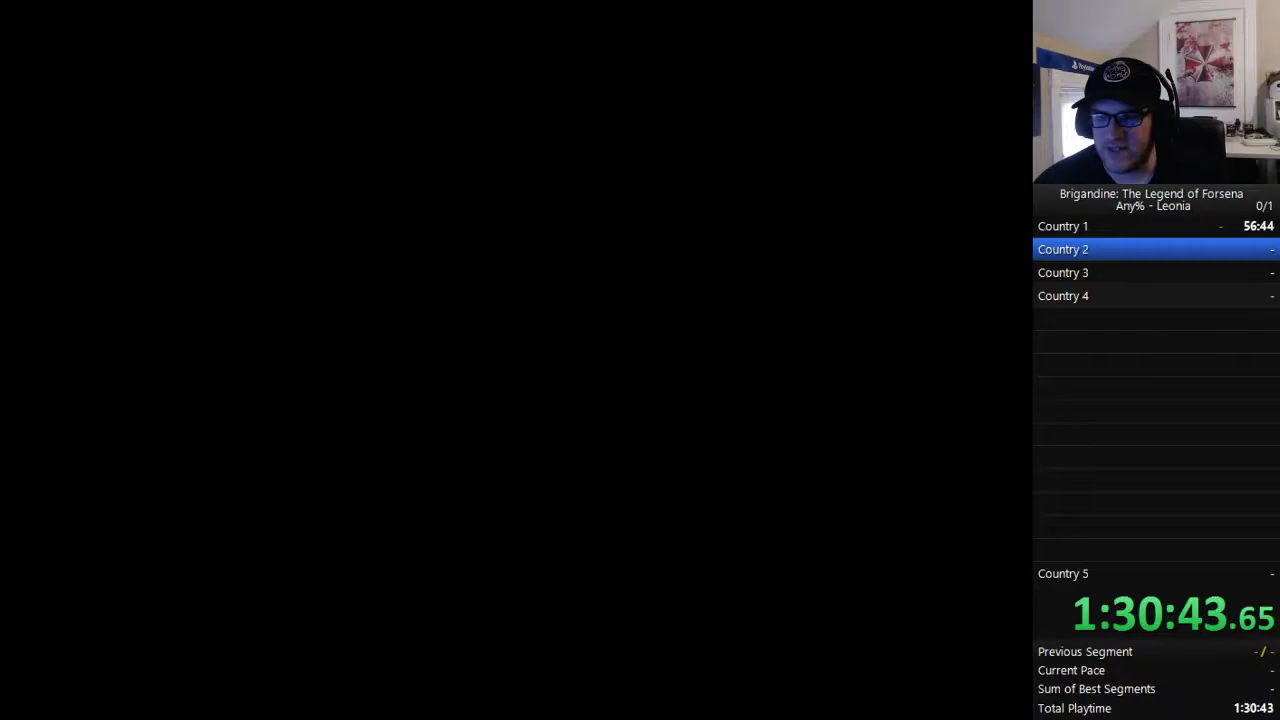 PlayStation
Brigandine: The Legend of Forsena
Any% - Leonia 0/1
Country 1 - 56:44
Country 2 -
Country 3 -
Country 4 -
Country 5 -
1:30:43.65
Previous Segment - / -
Current Pace -
Sum of Best Segments -
Total Playtime 1:30:43